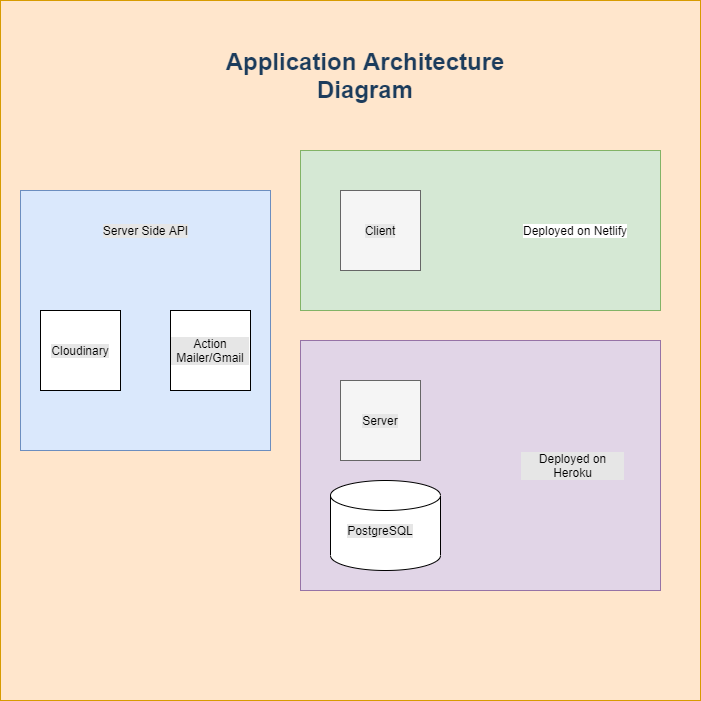 Application Architecture
Diagram
Server Side API
Cloudinary
Action
Mailer/Gmail
Client
Deployed on Netlify
Server
PostgreSQL
Deployed on
Heroku